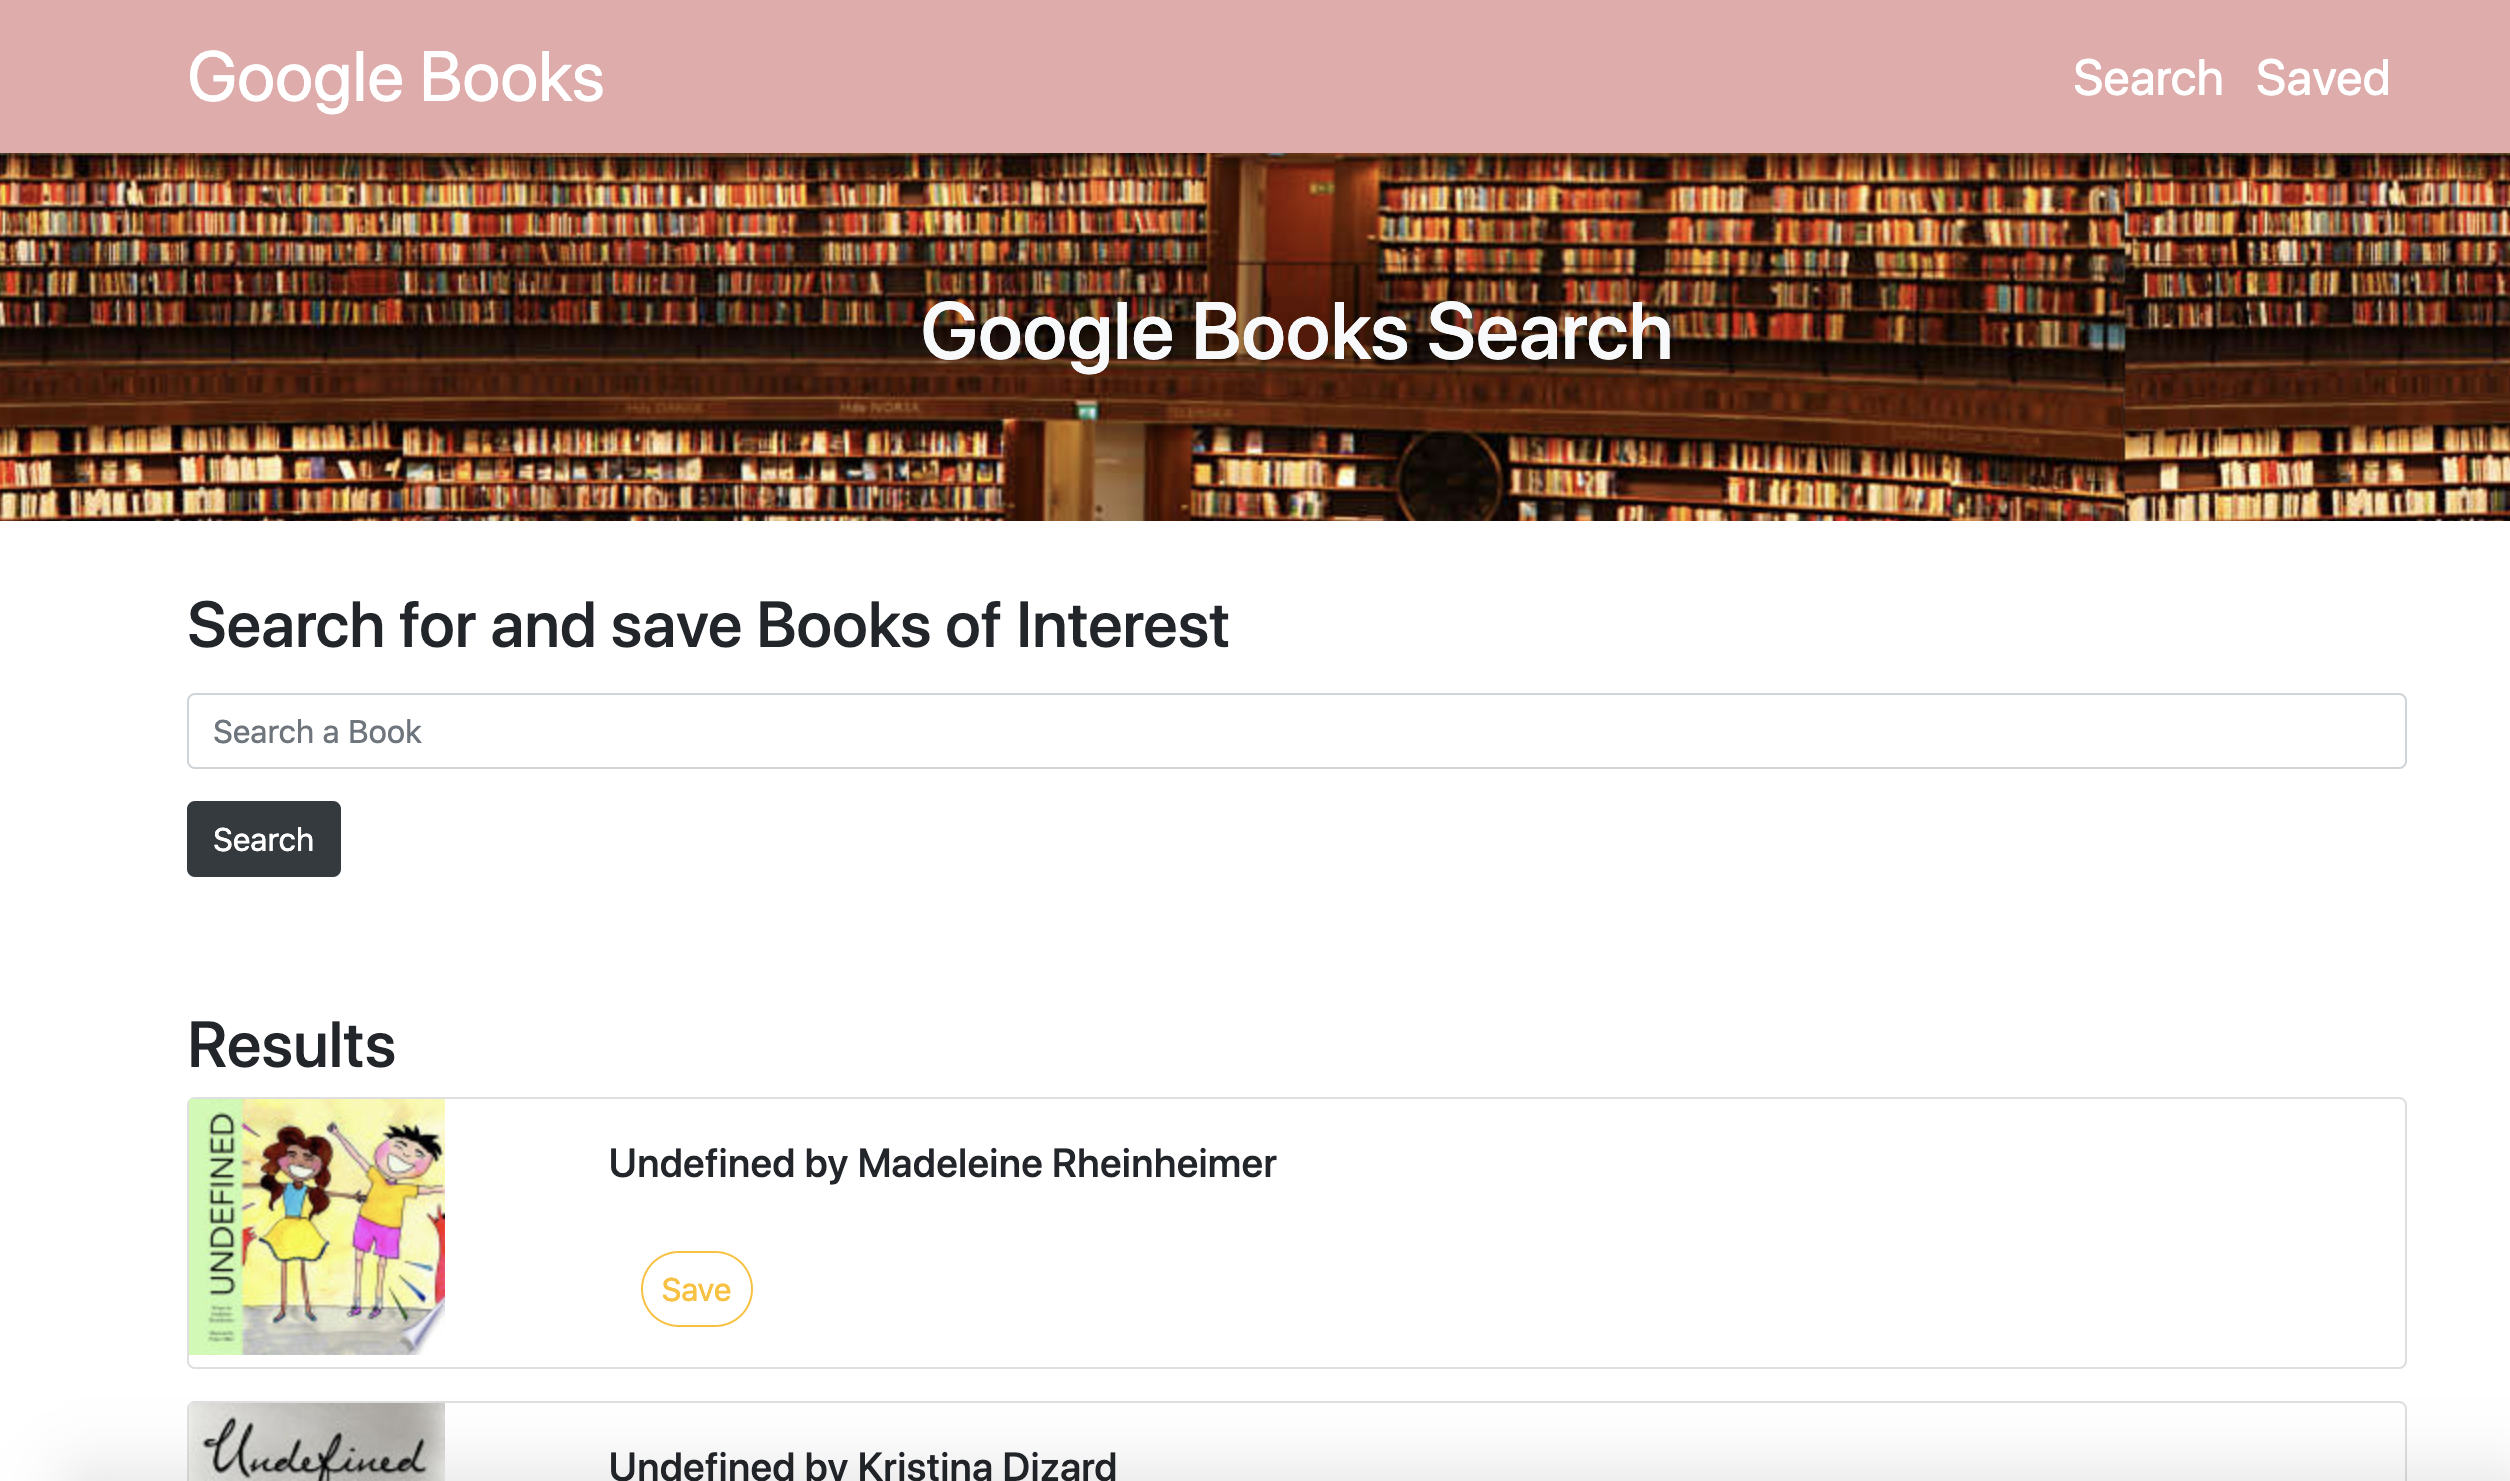 Google Books
Search Saved
Google Books Search
Search for and save Books of Interest
Search a Book
Search
Results
UNDEFINED
Undefined by Madeleine Rheinheimer
Save
Undefined
Undefined by Kristina Dizard